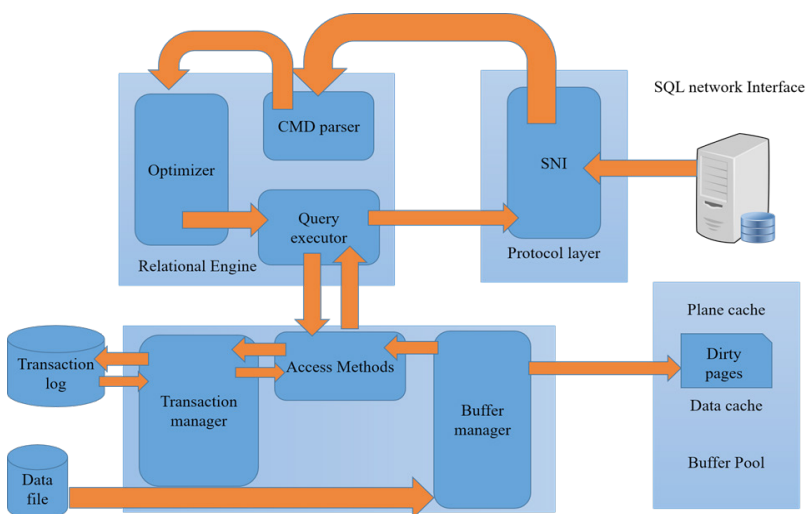 SQL network Interface
CMD parser
Optimizer
SNI
Query
executor
Protocol layer
Relational Engine
Plane cache
Dirty
pages
Data cache
Buffer Pool
Transaction
log
Access Methods
Transaction
manager
Buffer
manager
Data
file